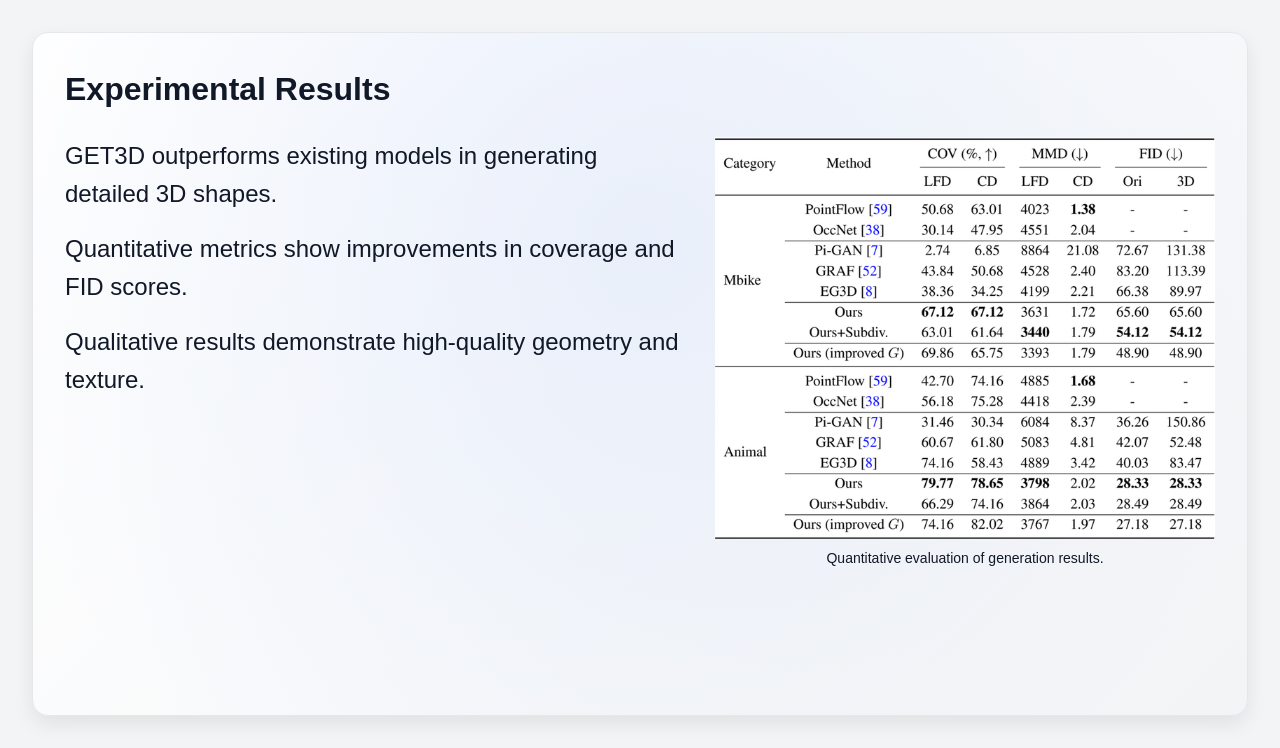 Experimental Results
GET3D outperforms existing models in generating
detailed 3D shapes.
Quantitative metrics show improvements in coverage and
FID scores.
Qualitative results demonstrate high-quality geometry and
texture.
Category Method COV (%, ↑) MMD (↓) FID (↓)
LFD CD LFD CD Ori 3D
Mbike
PointFlow [59] 50.68 63.01 4023 1.38 - -
OccNet [38] 30.14 47.95 4551 2.04 - -
Pi-GAN [7] 2.74 6.85 8864 21.08 72.67 131.38
GRAF [52] 43.84 50.68 4528 2.40 83.20 113.39
EG3D [8] 38.36 34.25 4199 2.21 66.38 89.97
Ours 67.12 67.12 3631 1.72 65.60 65.60
Ours+Subdiv. 63.01 61.64 3440 1.79 54.12 54.12
Ours (improved G) 69.86 65.75 3393 1.79 48.90 48.90
Animal
PointFlow [59] 42.70 74.16 4885 1.68 - -
OccNet [38] 56.18 75.28 4418 2.39 - -
Pi-GAN [7] 31.46 30.34 6084 8.37 36.26 150.86
GRAF [52] 60.67 61.80 5083 4.81 42.07 52.48
EG3D [8] 74.16 58.43 4889 3.42 40.03 83.47
Ours 79.77 78.65 3798 2.02 28.33 28.33
Ours+Subdiv. 66.29 74.16 3864 2.03 28.49 28.49
Ours (improved G) 74.16 82.02 3767 1.97 27.18 27.18
Quantitative evaluation of generation results.